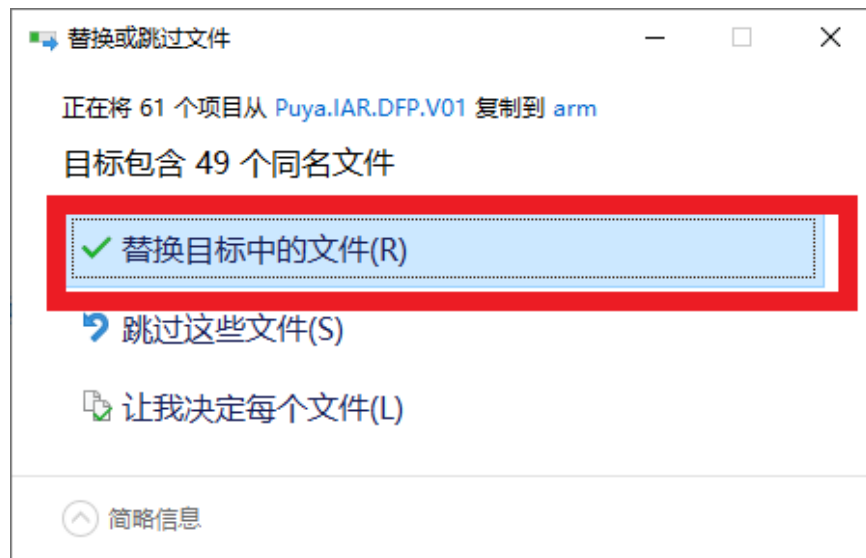 替换或跳过文件
正在将 61 个项目从 Puya.IAR.DFP.V01 复制到 arm
目标包含 49 个同名文件
替换目标中的文件(R)
跳过这些文件(S)
让我决定每个文件(L)
简略信息